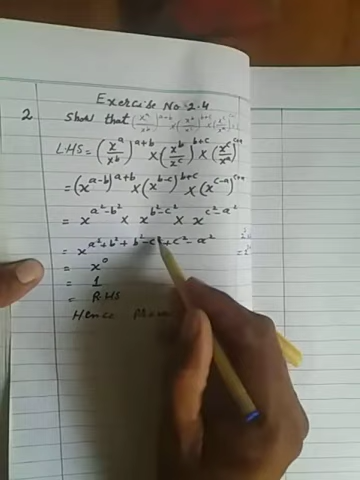 Exercise No: 2.4
2 Show that (x^a/x^b)^a+b × (x^b/x^c)^b+c × (x^c/x^a)
LHS = (x^a/x^b)^a+b × (x^b/x^c)^b+c × (x^c/x^a)^c+a
= (x^a-b)^a+b × (x^b-c)^b+c × (x^c-a)^c+a
= x^a²-b² × x^b²-c² × x^c²-a²
= x^a²+b²+b²-c²+c²-a²
= x^0
= 1
= R.HS
Hence